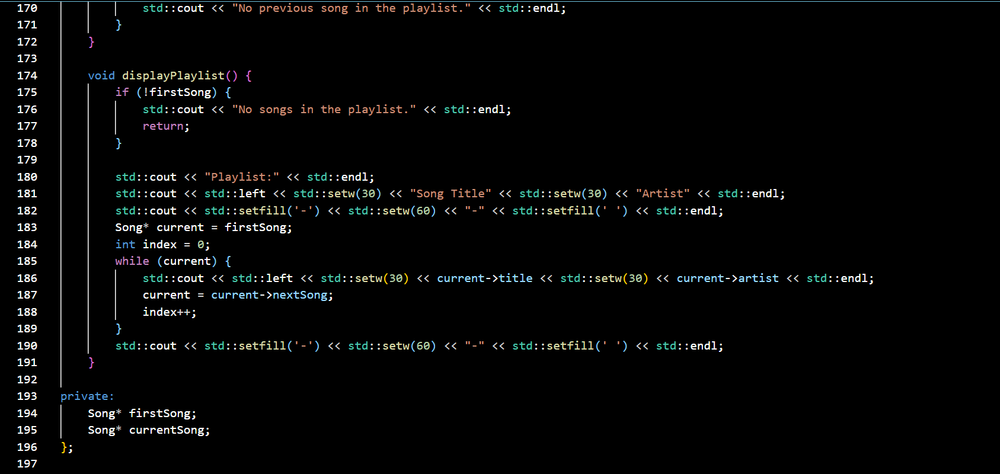 170 std::cout << "No previous song in the playlist." << std::endl;
171 }
172 }
173
174 void displayPlaylist() {
175 if (!firstSong) {
176 std::cout << "No songs in the playlist." << std::endl;
177 return;
178 }
179
180 std::cout << "Playlist:" << std::endl;
181 std::cout << std::left << std::setw(30) << "Song Title" << std::setw(30) << "Artist" << std::endl;
182 std::cout << std::setfill('-') << std::setw(60) << "-" << std::setfill(' ') << std::endl;
183 Song* current = firstSong;
184 int index = 0;
185 while (current) {
186 std::cout << std::left << std::setw(30) << current->title << std::setw(30) << current->artist << std::endl;
187 current = current->nextSong;
188 index++;
189 }
190 std::cout << std::setfill('-') << std::setw(60) << "-" << std::setfill(' ') << std::endl;
191 }
192
193 private:
194 Song* firstSong;
195 Song* currentSong;
196 };
197